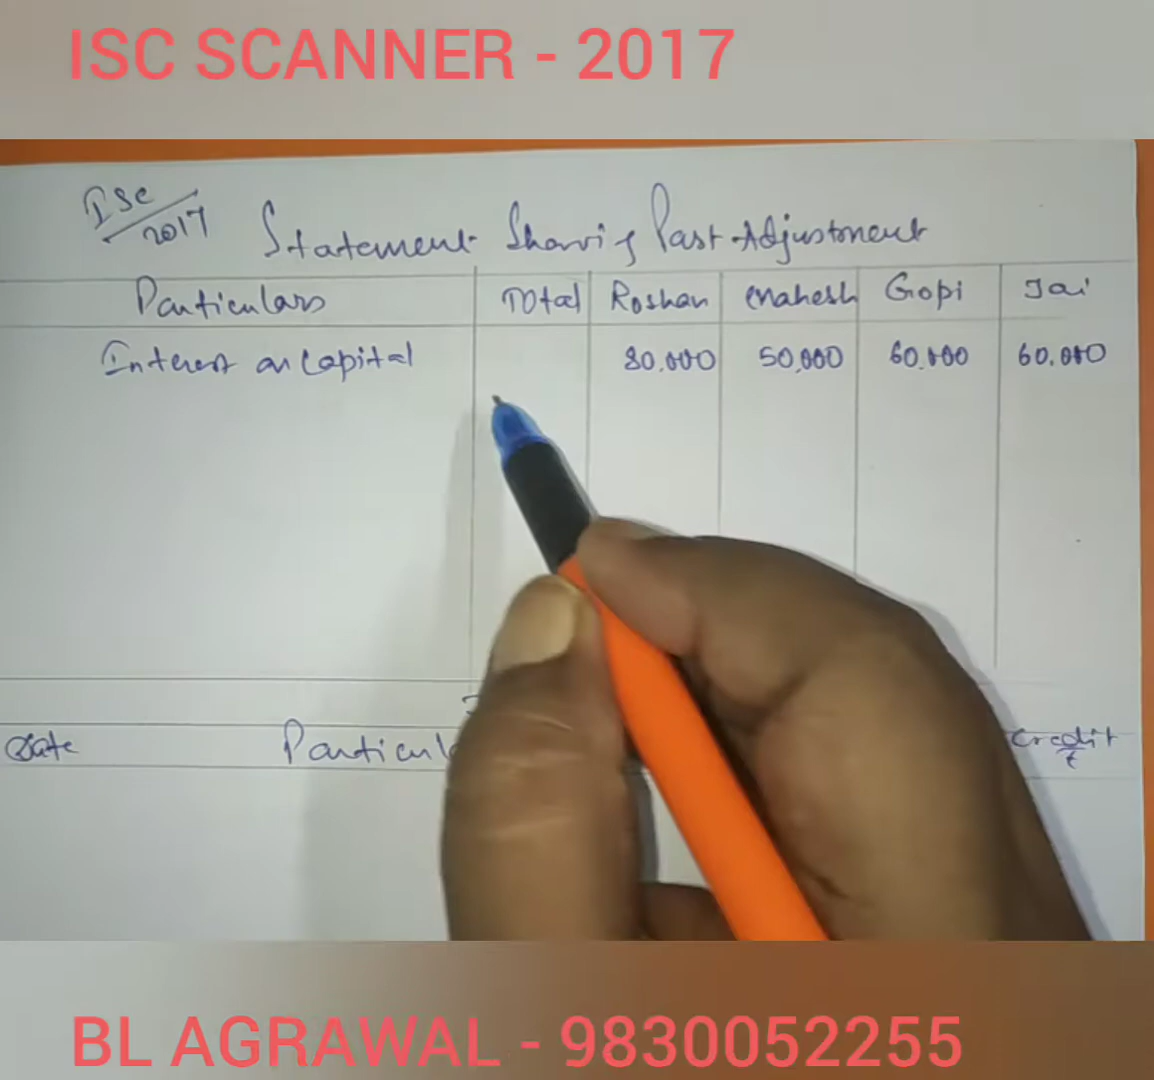 ISC SCANNER - 2017
ISC
2017
Statement Showing Past Adjustment
Particulars Total Roshan Mahesh Gopi Jai
Interest on Capital 80,000 50,000 60,000 60,000
Date Particul Credit
₹
BL AGRAWAL - 9830052255